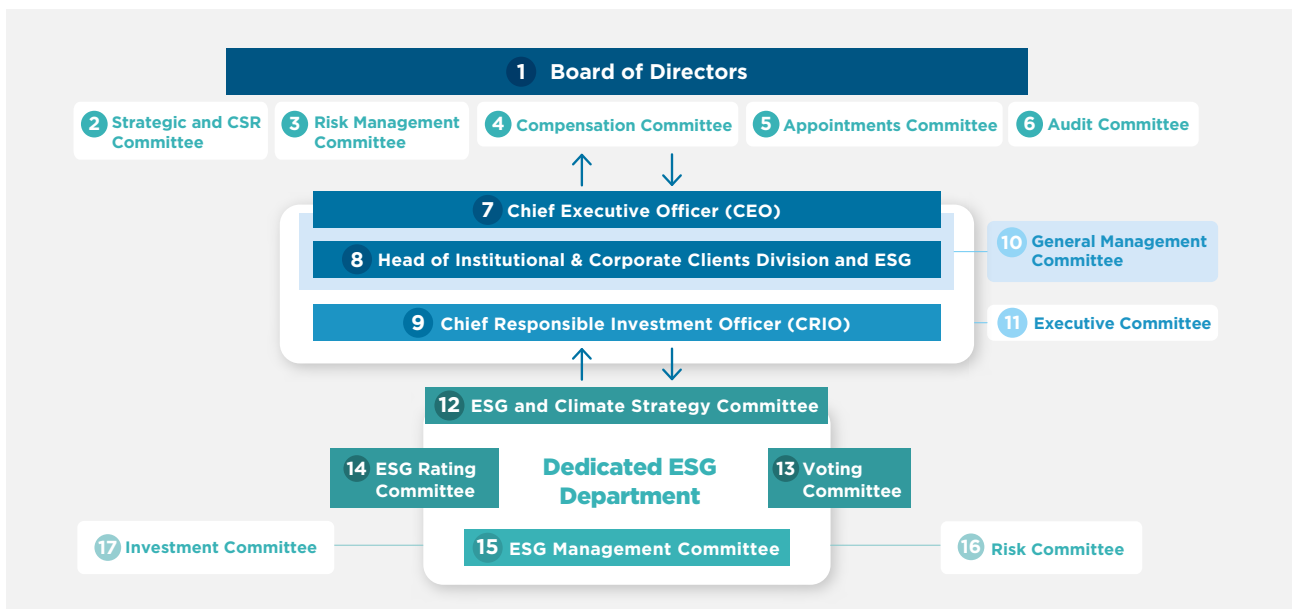 1 Board of Directors
2 Strategic and CSR
Committee
3 Risk Management
Committee
4 Compensation Committee
5 Appointments Committee
6 Audit Committee
7 Chief Executive Officer (CEO)
8 Head of Institutional & Corporate Clients Division and ESG
9 Chief Responsible Investment Officer (CRIO)
10 General Management
Committee
11 Executive Committee
12 ESG and Climate Strategy Committee
14 ESG Rating
Committee
Dedicated ESG
Department
13 Voting
Committee
17 Investment Committee
15 ESG Management Committee
16 Risk Committee